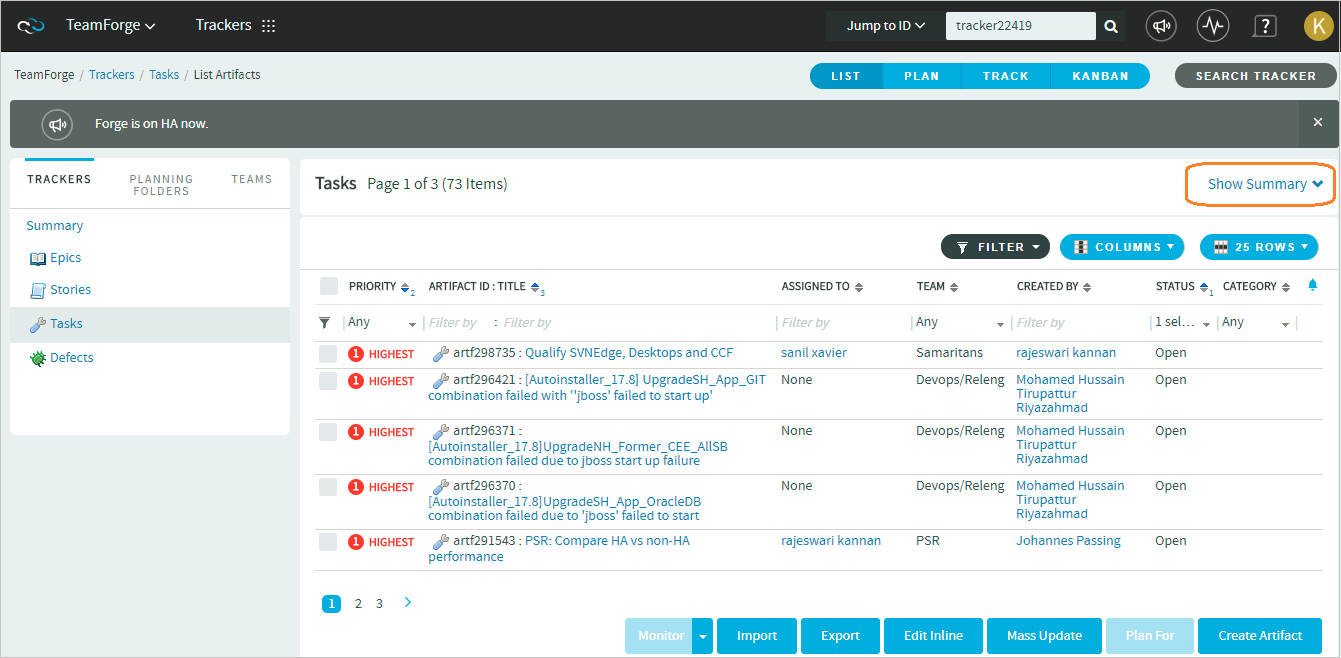 TeamForge Trackers Jump to ID tracker22419 ? K
TeamForge / Trackers / Tasks / List Artifacts LIST PLAN TRACK KANBAN SEARCH TRACKER
Forge is on HA now. ×
TRACKERS PLANNING FOLDERS TEAMS
Summary
Epics
Stories
Tasks
Defects
Tasks Page 1 of 3 (73 Items) Show Summary
FILTER COLUMNS 25 ROWS
PRIORITY 2 ARTIFACT ID : TITLE 3 ASSIGNED TO TEAM CREATED BY STATUS 1 CATEGORY
Any Filter by : Filter by Filter by Any Filter by 1 sel... Any
1 HIGHEST artf298735 : Qualify SVNEdge, Desktops and CCF sanil xavier Samaritans rajeswari kannan Open
1 HIGHEST artf296421 : [Autoinstaller_17.8] UpgradeSH_App_GIT None Devops/Releng Mohamed Hussain Open
combination failed with ''jboss' failed to start up' Tirupattur
Riyazahmad
1 HIGHEST artf296371 : None Devops/Releng Mohamed Hussain Open
[Autoinstaller_17.8]UpgradeNH_Former_CEE_AllSB Tirupattur
combination failed due to jboss start up failure Riyazahmad
1 HIGHEST artf296370 : None Devops/Releng Mohamed Hussain Open
[Autoinstaller_17.8]UpgradeSH_App_OracleDB Tirupattur
combination failed due to 'jboss' failed to start Riyazahmad
1 HIGHEST artf291543 : PSR: Compare HA vs non-HA rajeswari kannan PSR Johannes Passing Open
performance
1 2 3 >
Monitor Import Export Edit Inline Mass Update Plan For Create Artifact